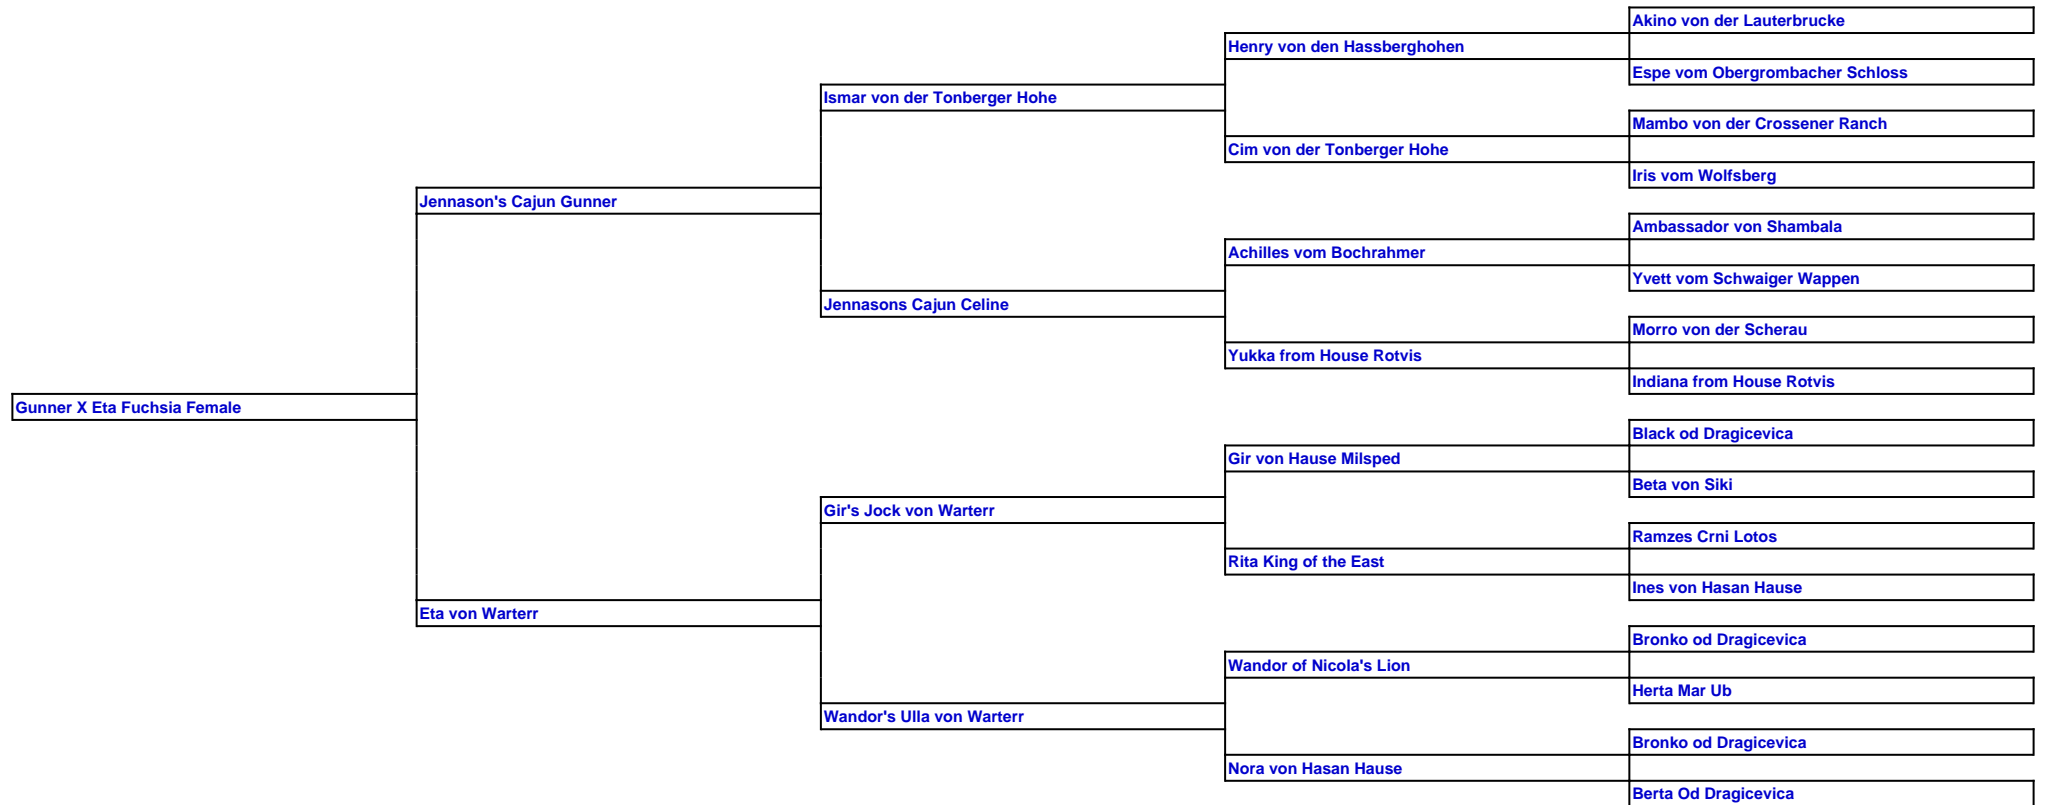 Akino von der Lauterbrucke
Henry von den Hassberghohen
Espe vom Obergrombacher Schloss
Ismar von der Tonberger Hohe
Mambo von der Crossener Ranch
Cim von der Tonberger Hohe
Iris vom Wolfsberg
Jennason's Cajun Gunner
Ambassador von Shambala
Achilles vom Bochrahmer
Yvett vom Schwaiger Wappen
Jennasons Cajun Celine
Morro von der Scherau
Yukka from House Rotvis
Indiana from House Rotvis
Gunner X Eta Fuchsia Female
Black od Dragicevica
Gir von Hause Milsped
Beta von Siki
Gir's Jock von Warterr
Ramzes Crni Lotos
Rita King of the East
Ines von Hasan Hause
Eta von Warterr
Bronko od Dragicevica
Wandor of Nicola's Lion
Herta Mar Ub
Wandor's Ulla von Warterr
Bronko od Dragicevica
Nora von Hasan Hause
Berta Od Dragicevica